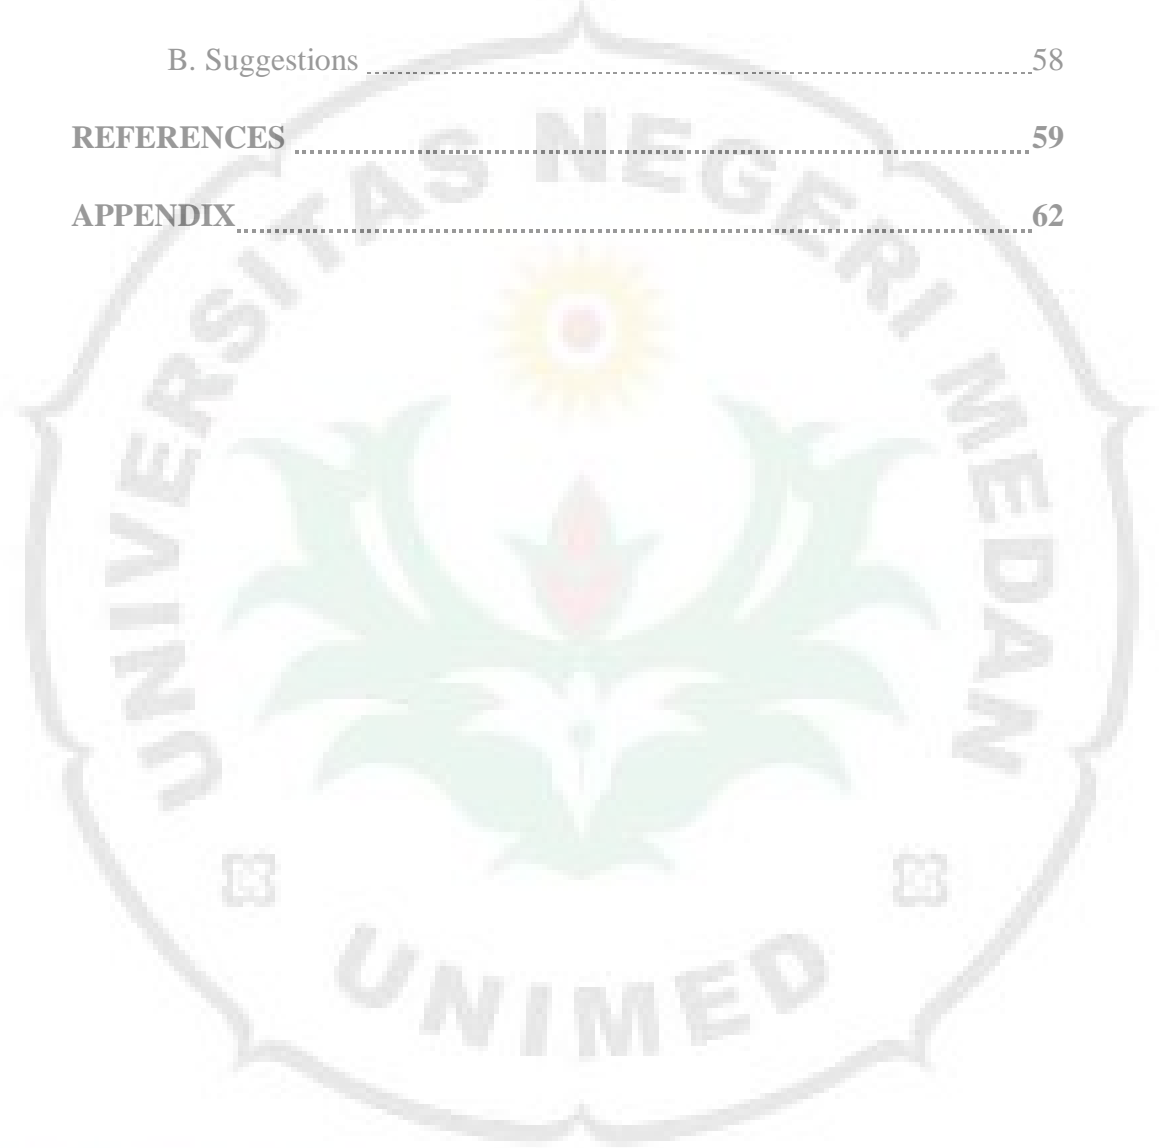 B. Suggestions ........................................ 58
REFERENCES ........................................ 59
APPENDIX ........................................ 62
UNIVERSITAS NEGERI MEDAN
UNIMED